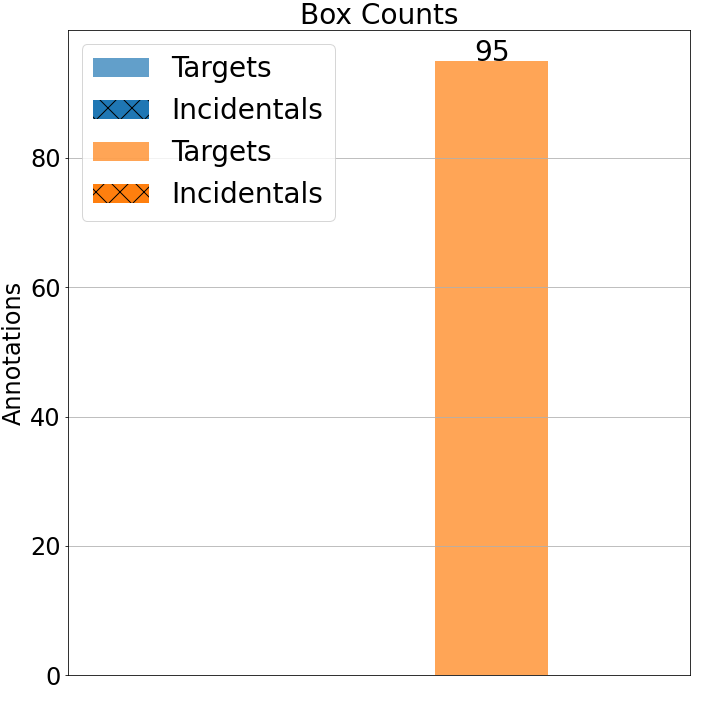 Box Counts
95
Targets
Incidentals
Targets
Incidentals
Annotations
80
60
40
20
0